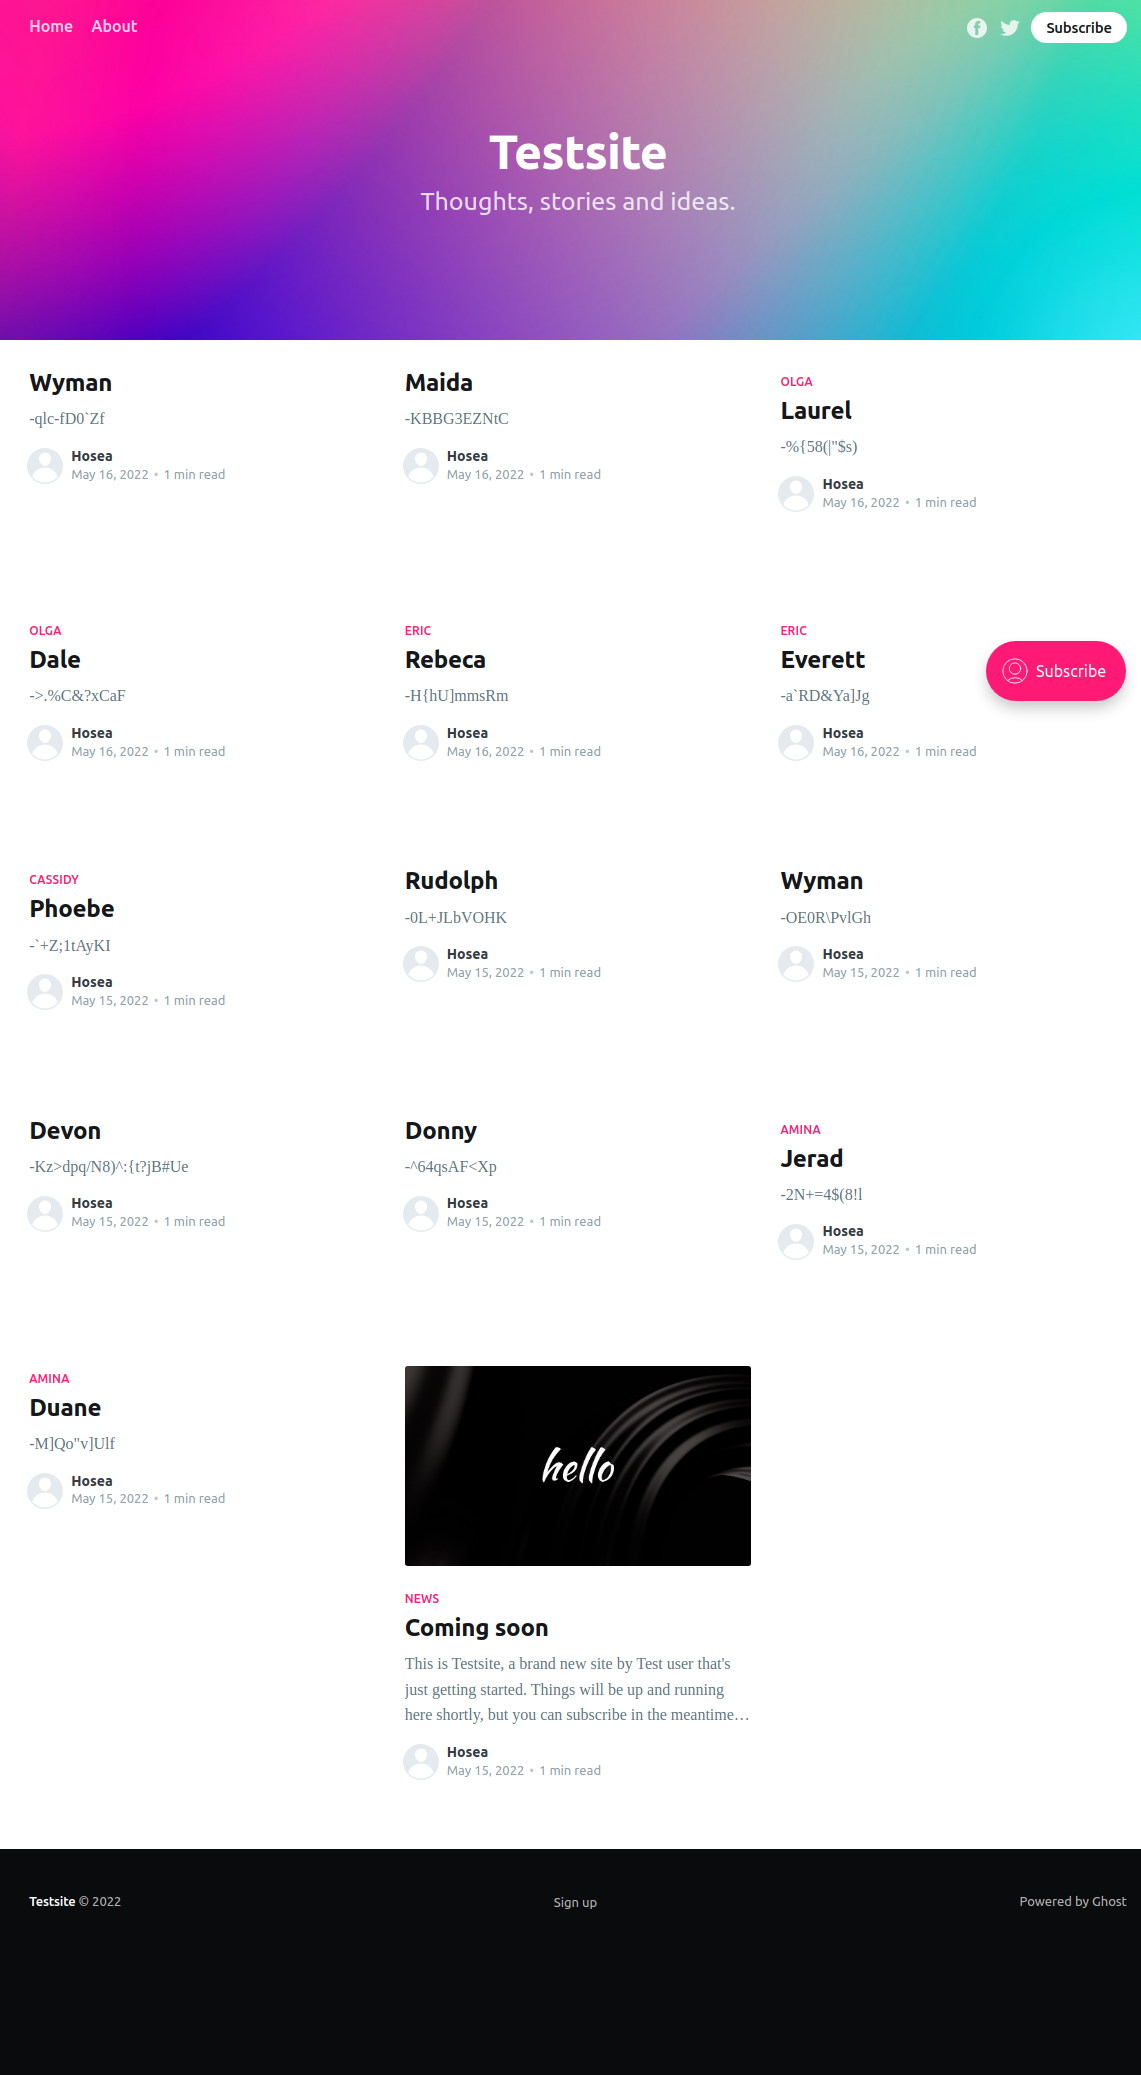 Home About Subscribe
Testsite
Thoughts, stories and ideas.
Wyman
-qlc-fD0`Zf
Hosea
May 16, 2022 • 1 min read
Maida
-KBBG3EZNtC
Hosea
May 16, 2022 • 1 min read
OLGA
Laurel
-%{58(|"$s)
Hosea
May 16, 2022 • 1 min read
OLGA
Dale
->.%C&?xCaF
Hosea
May 16, 2022 • 1 min read
ERIC
Rebeca
-H{hU]mmsRm
Hosea
May 16, 2022 • 1 min read
ERIC
Everett
-a`RD&Ya]Jg
Hosea
May 16, 2022 • 1 min read
Subscribe
CASSIDY
Phoebe
-`+Z;1tAyKI
Hosea
May 15, 2022 • 1 min read
Rudolph
-0L+JLbVOHK
Hosea
May 15, 2022 • 1 min read
Wyman
-OE0R\PvlGh
Hosea
May 15, 2022 • 1 min read
Devon
-Kz>dpq/N8)^:{t?jB#Ue
Hosea
May 15, 2022 • 1 min read
Donny
-^64qsAF<Xp
Hosea
May 15, 2022 • 1 min read
AMINA
Jerad
-2N+=4$(8!l
Hosea
May 15, 2022 • 1 min read
AMINA
Duane
-M]Qo"v]Ulf
Hosea
May 15, 2022 • 1 min read
hello
NEWS
Coming soon
This is Testsite, a brand new site by Test user that's
just getting started. Things will be up and running
here shortly, but you can subscribe in the meantime…
Hosea
May 15, 2022 • 1 min read
Testsite © 2022
Sign up
Powered by Ghost